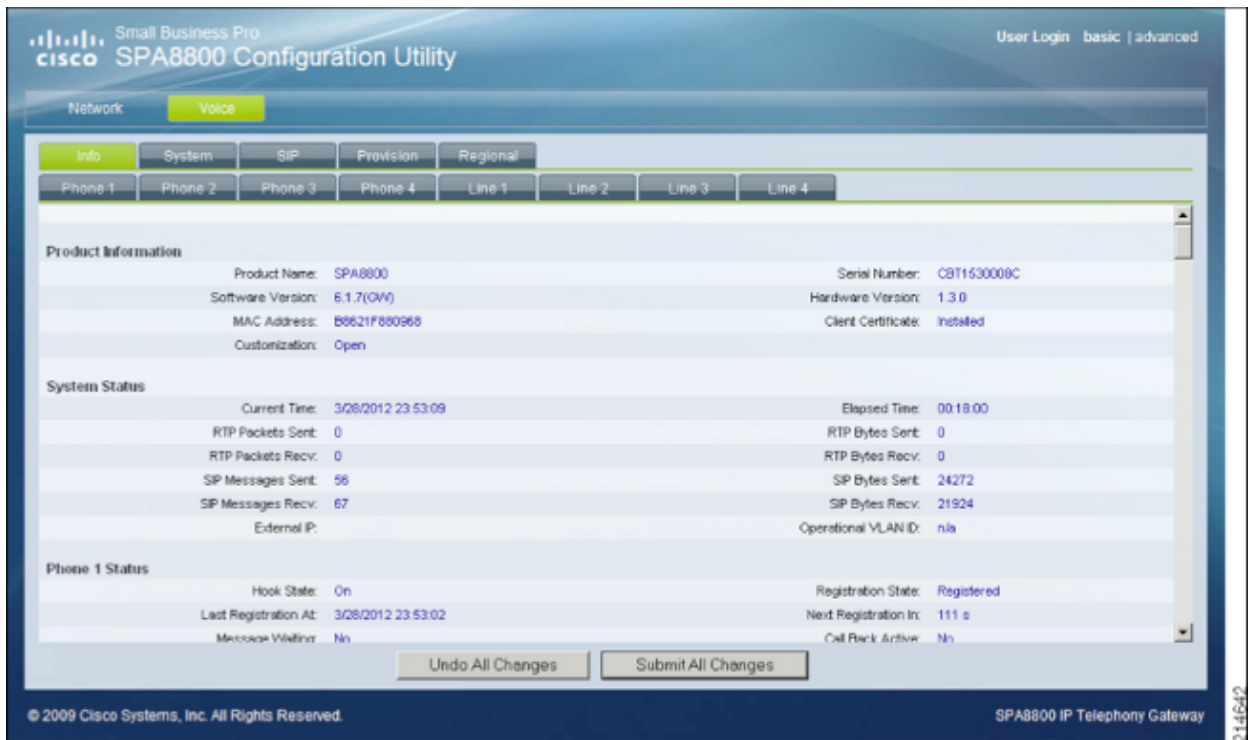 Small Business Pro
cisco SPA8800 Configuration Utility
User Login basic | advanced
Network Voice
Info System SIP Provision Regional
Phone 1 Phone 2 Phone 3 Phone 4 Line 1 Line 2 Line 3 Line 4
Product Information
Product Name: SPA8800 Serial Number: CBT1530008C
Software Version: 6.1.7(GW) Hardware Version: 1.3.0
MAC Address: B8621F880968 Client Certificate: Installed
Customization: Open
System Status
Current Time: 3/28/2012 23:53:09 Elapsed Time: 00:18:00
RTP Packets Sent: 0 RTP Bytes Sent: 0
RTP Packets Recv: 0 RTP Bytes Recv: 0
SIP Messages Sent: 56 SIP Bytes Sent: 24272
SIP Messages Recv: 67 SIP Bytes Recv: 21924
External IP: Operational VLAN ID: n/a
Phone 1 Status
Hook State: On Registration State: Registered
Last Registration At: 3/28/2012 23:53:02 Next Registration In: 111 s
Message Waiting: No Call Back Active: No
Undo All Changes Submit All Changes
© 2009 Cisco Systems, Inc. All Rights Reserved. SPA8800 IP Telephony Gateway
214642